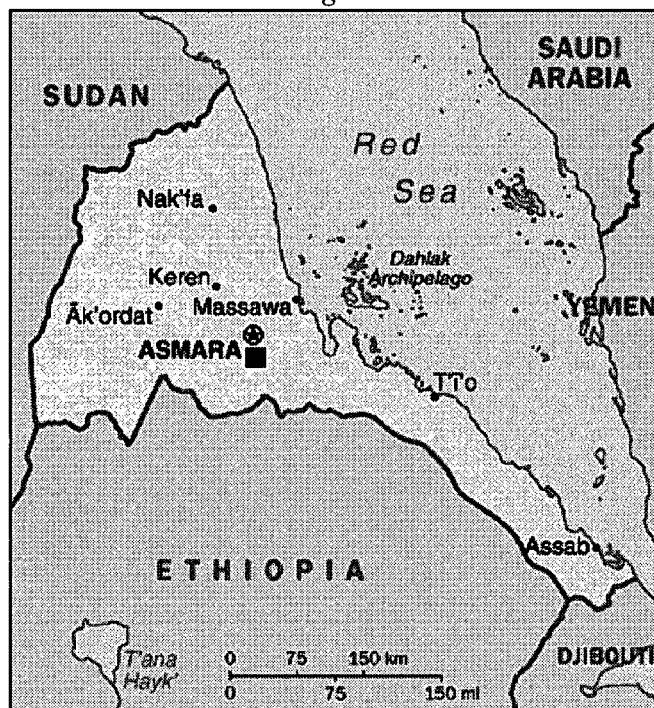 SUDAN
SAUDI
ARABIA
Red
Sea
Nak'fa
Keren
Dahlak
Archipelago
Āk'ordat
Massawa
YEMEN
ASMARA
T'i'o
Assab
ETHIOPIA
T'ana
Hayk'
0 75 150 km
0 75 150 mi
DJIBOUTI